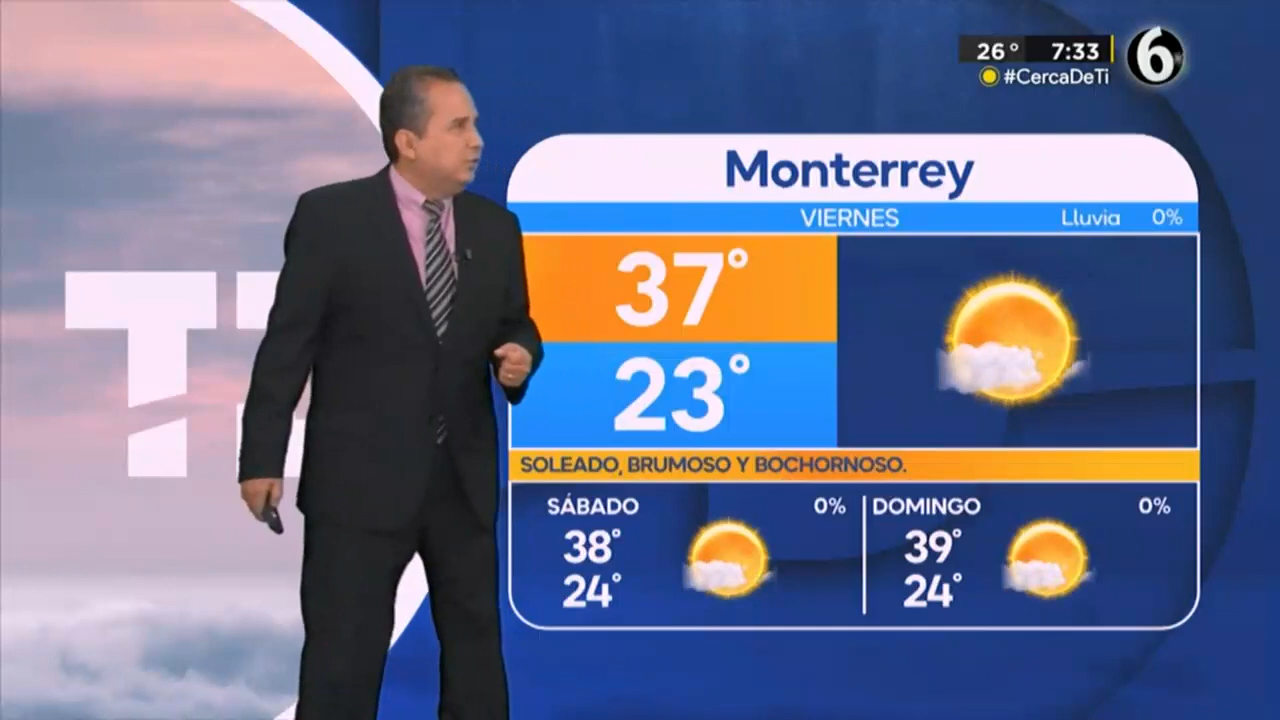 26° 7:33
6
#CercaDeTi
Monterrey
VIERNES Lluvia 0%
37°
23°
SOLEADO, BRUMOSO Y BOCHORNOSO.
SÁBADO 0% DOMINGO 0%
38° 39°
24° 24°